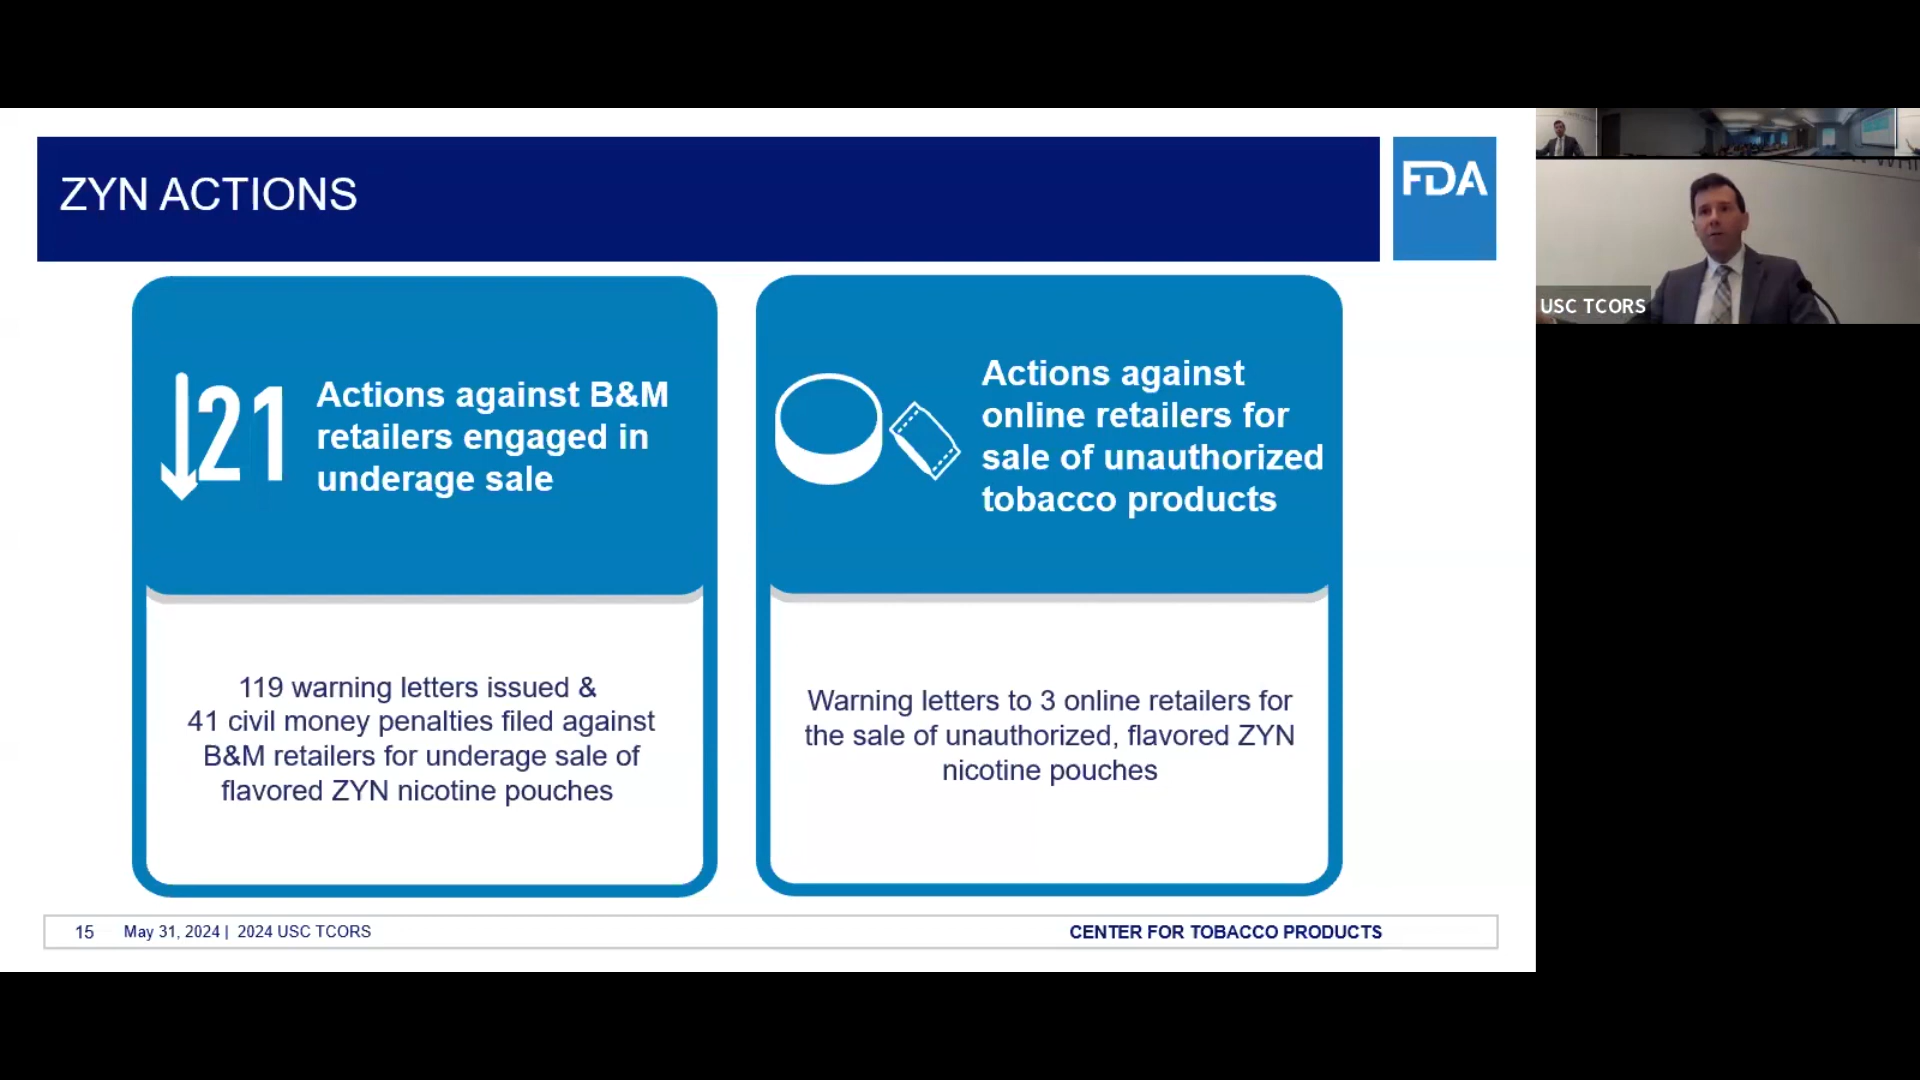 ZYN ACTIONS
FDA
21
Actions against B&M
retailers engaged in
underage sale
Actions against
online retailers for
sale of unauthorized
tobacco products
119 warning letters issued &
41 civil money penalties filed against
B&M retailers for underage sale of
flavored ZYN nicotine pouches
Warning letters to 3 online retailers for
the sale of unauthorized, flavored ZYN
nicotine pouches
15 May 31, 2024 | 2024 USC TCORS
CENTER FOR TOBACCO PRODUCTS
USC TCORS